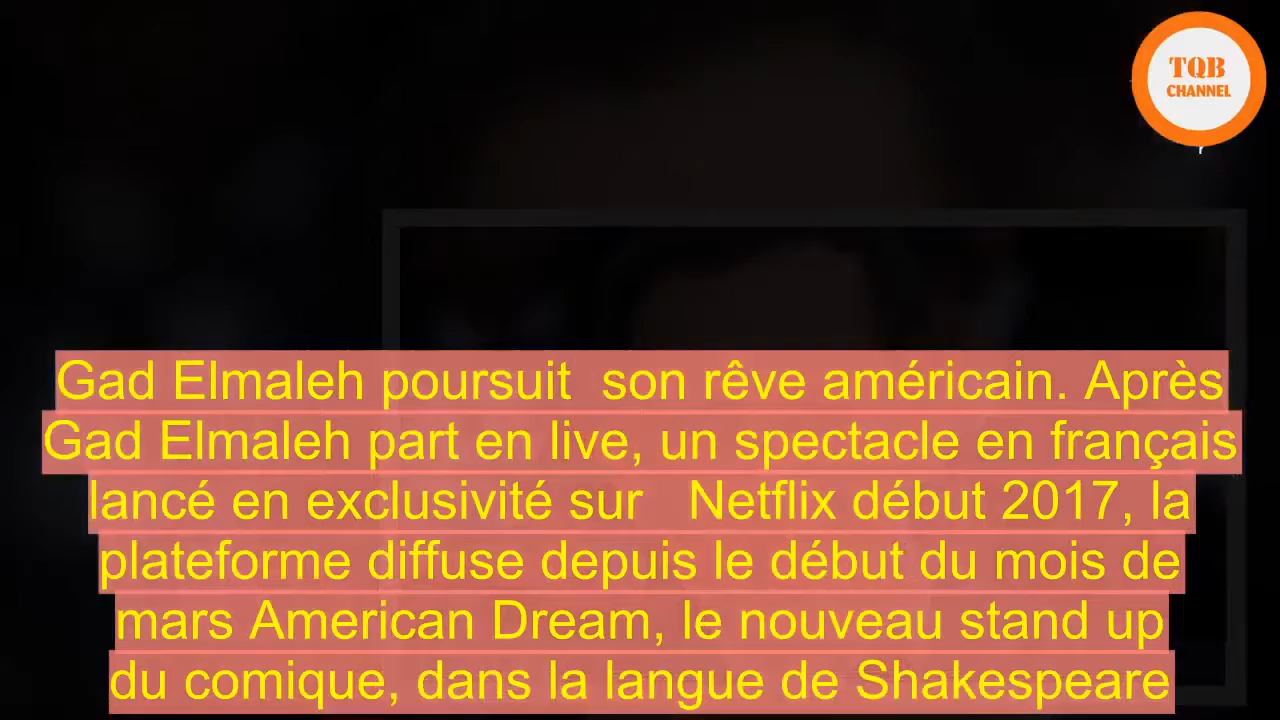 TQB
CHANNEL
Gad Elmaleh poursuit  son rêve américain. Après
Gad Elmaleh part en live, un spectacle en français
lancé en exclusivité sur   Netflix début 2017, la
plateforme diffuse depuis le début du mois de
mars American Dream, le nouveau stand up
du comique, dans la langue de Shakespeare